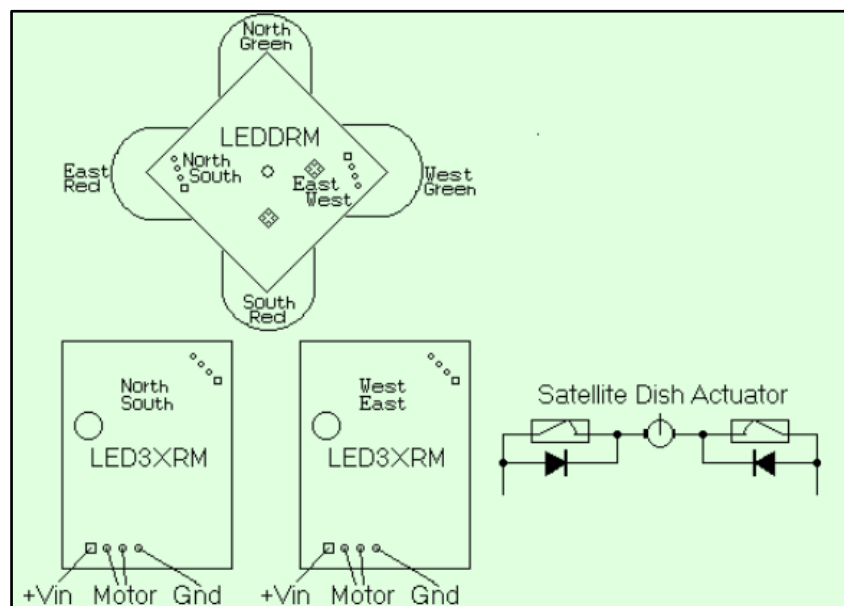 North
Green
LEDDRM
East
Red
North
South
East
West
West
Green
South
Red
North
South
LED3XRM
+Vin Motor Gnd
West
East
LED3XRM
+Vin Motor Gnd
Satellite Dish Actuator